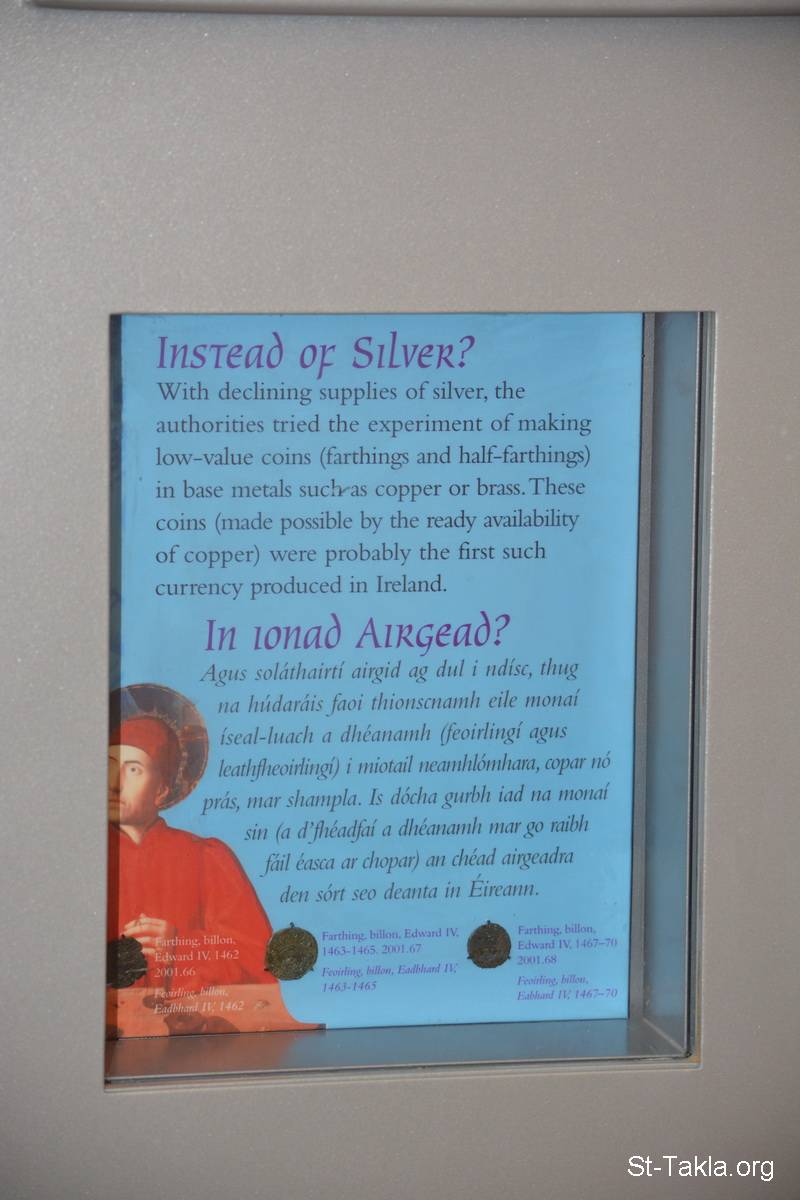 Instead of Silver?
With declining supplies of silver, the
authorities tried the experiment of making
low-value coins (farthings and half-farthings)
in base metals such as copper or brass. These
coins (made possible by the ready availability
of copper) were probably the first such
currency produced in Ireland.
In ionad Airgead?
Agus soláthairtí airgid ag dul i ndísc, thug
na húdaráis faoi thionscnamh eile monaí
íseal-luach a dhéanamh (feoirlingí agus
leathfheoirlingí) i miotail neamhlómhara, copar nó
prás, mar shampla. Is dócha gurbh iad na monaí
sin (a d'fhéadfaí a dhéanamh mar go raibh
fáil éasca ar chopar) an chéad airgeadra
den sórt seo deanta in Éireann.
Farthing, billon,
Edward IV, 1462
2001.66
Feoirling, billon,
Eadbhard IV, 1462
Farthing, billon, Edward IV,
1463-1465. 2001.67
Feoirling, billon, Eadbhard IV,
1463-1465
Farthing, billon,
Edward IV, 1467–70
2001.68
Feoirling, billon,
Eabhard IV, 1467–70
St-Takla.org